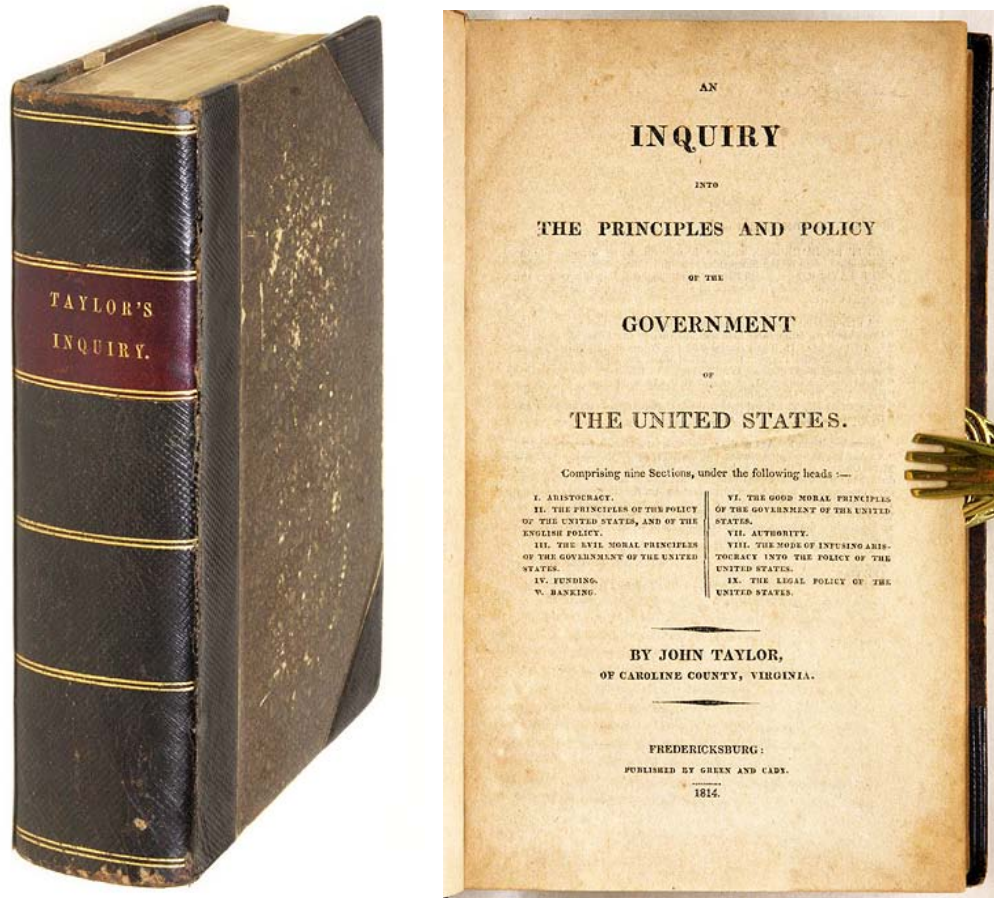 TAYLOR'S
INQUIRY.
AN
INQUIRY
INTO
THE PRINCIPLES AND POLICY
OF THE
GOVERNMENT
OF
THE UNITED STATES.
Comprising nine Sections, under the following heads :—
I. ARISTOCRACY.
II. THE PRINCIPLES OF THE POLICY
OF THE UNITED STATES, AND OF THE
ENGLISH POLICY.
III. THE EVIL MORAL PRINCIPLES
OF THE GOVERNMENT OF THE UNITED
STATES.
IV. FUNDING.
V. BANKING.
VI. THE GOOD MORAL PRINCIPLES
OF THE GOVERNMENT OF THE UNITED
STATES.
VII. AUTHORITY.
VIII. THE MODE OF INFUSING ARIS-
TOCRACY INTO THE POLICY OF THE
UNITED STATES.
IX. THE LEGAL POLICY OF THE
UNITED STATES.
BY JOHN TAYLOR,
OF CAROLINE COUNTY, VIRGINIA.
FREDERICKSBURG:
PUBLISHED BY GREEN AND CADY.
1814.